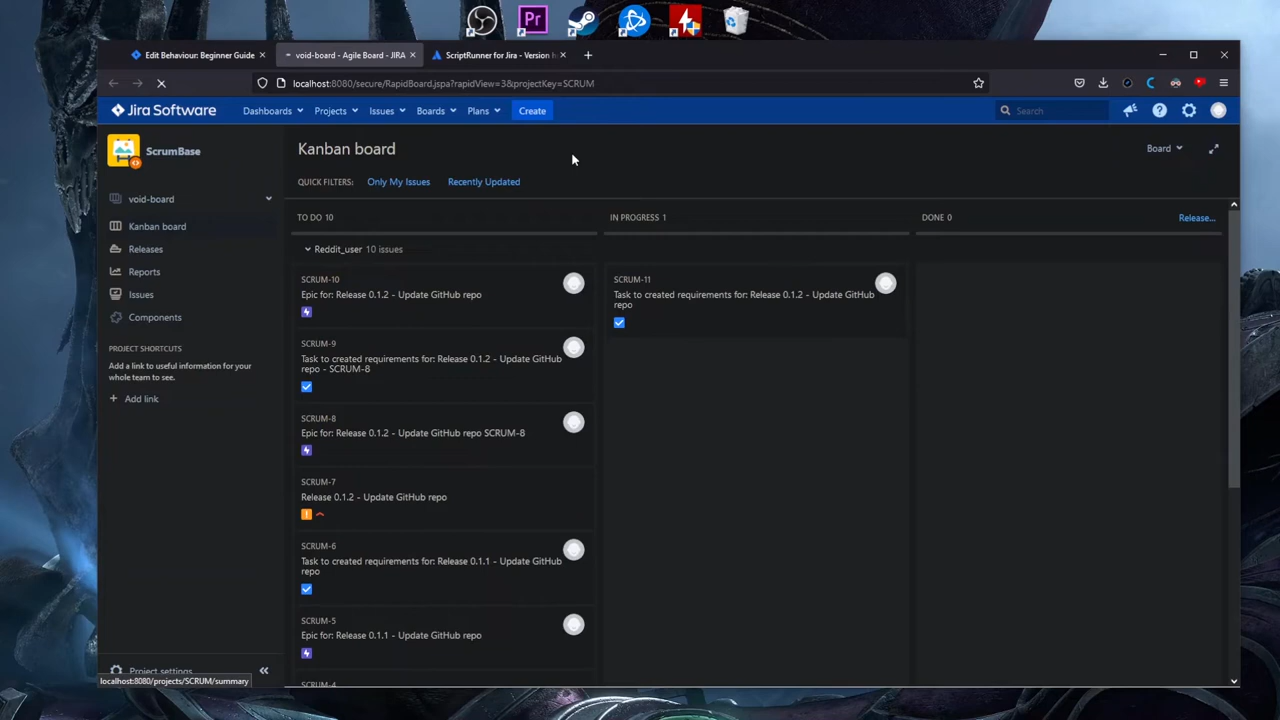 Pr
Edit Behaviour: Beginner Guide
void-board - Agile Board - JIRA
ScriptRunner for Jira - Version h
localhost:8080/secure/RapidBoard.jspa?rapidView=3&projectKey=SCRUM
Jira Software
Dashboards
Projects
Issues
Boards
Plans
Create
Search
ScrumBase
Kanban board
Board
QUICK FILTERS:
Only My Issues
Recently Updated
void-board
Kanban board
Releases
Reports
Issues
Components
PROJECT SHORTCUTS
Add a link to useful information for your
whole team to see.
+ Add link
Project settings
localhost:8080/projects/SCRUM/summary
TO DO 10
IN PROGRESS 1
DONE 0
Release...
Reddit_user 10 issues
SCRUM-10
Epic for: Release 0.1.2 - Update GitHub repo
SCRUM-9
Task to created requirements for: Release 0.1.2 - Update GitHub
repo - SCRUM-8
SCRUM-8
Epic for: Release 0.1.2 - Update GitHub repo SCRUM-8
SCRUM-7
Release 0.1.2 - Update GitHub repo
SCRUM-6
Task to created requirements for: Release 0.1.1 - Update GitHub
repo
SCRUM-5
Epic for: Release 0.1.1 - Update GitHub repo
SCRUM-4
SCRUM-11
Task to created requirements for: Release 0.1.2 - Update GitHub
repo